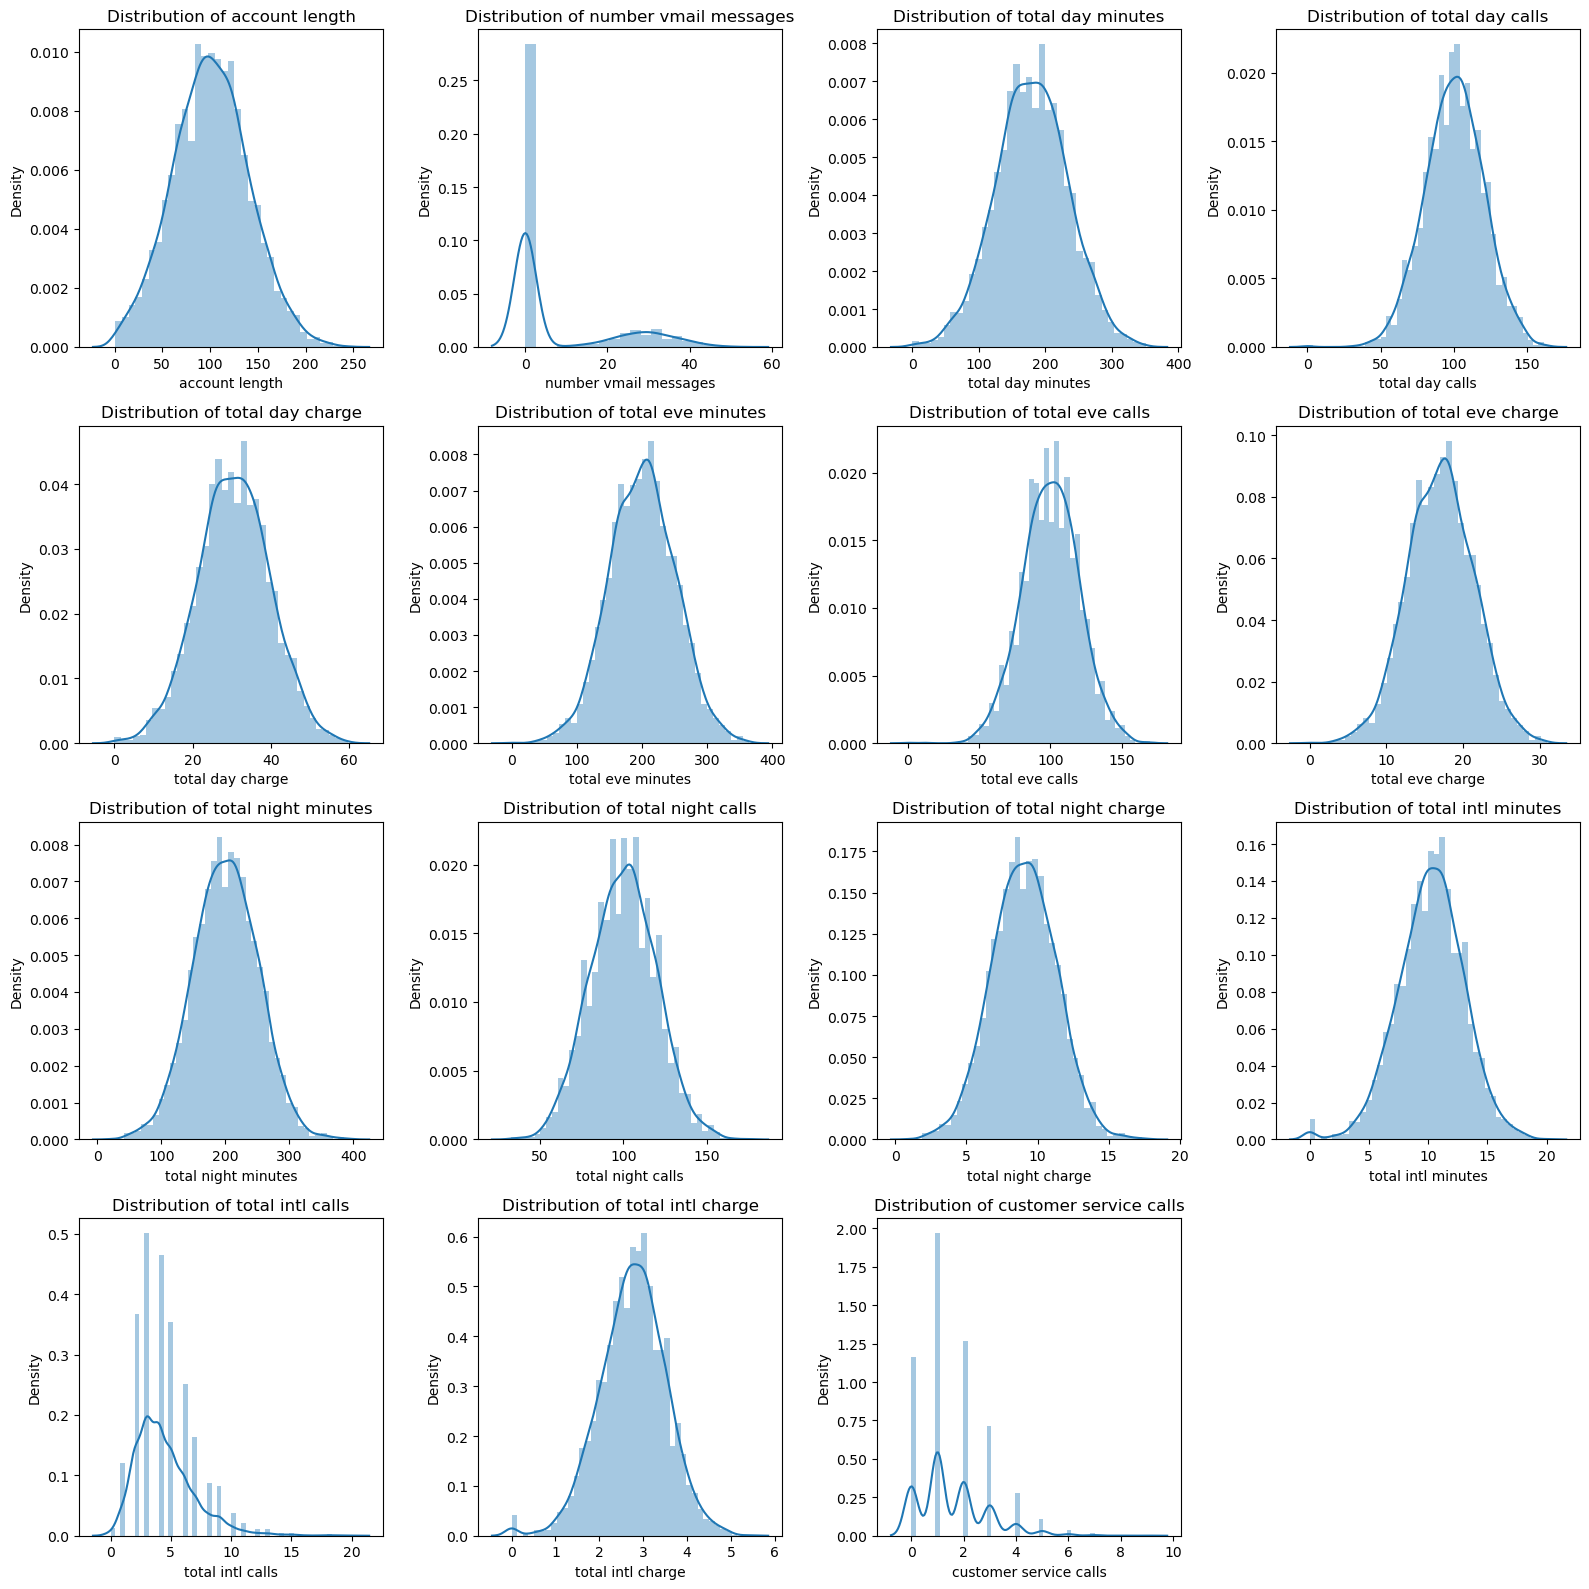 Distribution of account length
Density
0.010
0.008
0.006
0.004
0.002
0.000
0 50 100 150 200 250
account length
Distribution of number vmail messages
Density
0.25
0.20
0.15
0.10
0.05
0.00
0 20 40 60
number vmail messages
Distribution of total day minutes
Density
0.008
0.007
0.006
0.005
0.004
0.003
0.002
0.001
0.000
0 100 200 300 400
total day minutes
Distribution of total day calls
Density
0.020
0.015
0.010
0.005
0.000
0 50 100 150
total day calls
Distribution of total day charge
Density
0.04
0.03
0.02
0.01
0.00
0 20 40 60
total day charge
Distribution of total eve minutes
Density
0.008
0.007
0.006
0.005
0.004
0.003
0.002
0.001
0.000
0 100 200 300 400
total eve minutes
Distribution of total eve calls
Density
0.020
0.015
0.010
0.005
0.000
0 50 100 150
total eve calls
Distribution of total eve charge
Density
0.10
0.08
0.06
0.04
0.02
0.00
0 10 20 30
total eve charge
Distribution of total night minutes
Density
0.008
0.007
0.006
0.005
0.004
0.003
0.002
0.001
0.000
0 100 200 300 400
total night minutes
Distribution of total night calls
Density
0.020
0.015
0.010
0.005
0.000
50 100 150
total night calls
Distribution of total night charge
Density
0.175
0.150
0.125
0.100
0.075
0.050
0.025
0.000
0 5 10 15 20
total night charge
Distribution of total intl minutes
Density
0.16
0.14
0.12
0.10
0.08
0.06
0.04
0.02
0.00
0 5 10 15 20
total intl minutes
Distribution of total intl calls
Density
0.5
0.4
0.3
0.2
0.1
0.0
0 5 10 15 20
total intl calls
Distribution of total intl charge
Density
0.6
0.5
0.4
0.3
0.2
0.1
0.0
0 1 2 3 4 5 6
total intl charge
Distribution of customer service calls
Density
2.00
1.75
1.50
1.25
1.00
0.75
0.50
0.25
0.00
0 2 4 6 8 10
customer service calls